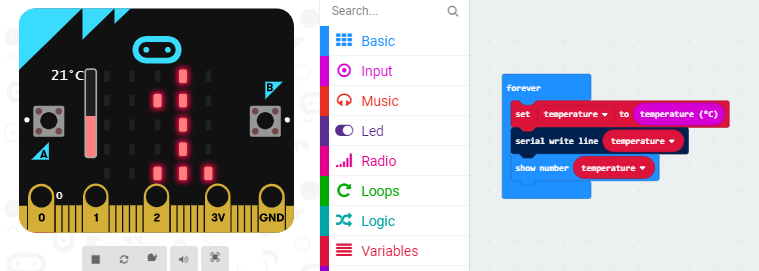 21°C
B
A
0
0
1
2
3V
GND
Search...
Basic
Input
Music
Led
Radio
Loops
Logic
Variables
forever
set temperature to temperature (°C)
serial write line temperature
show number temperature